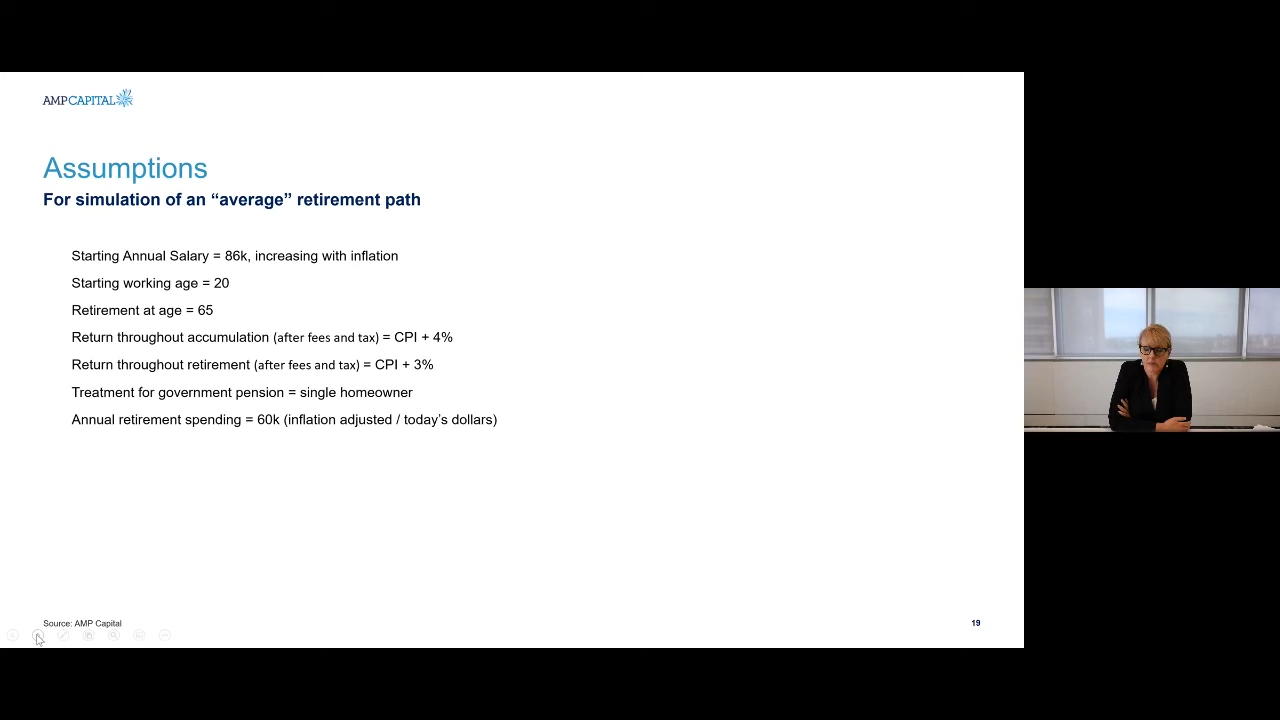 AMPCAPITAL
Assumptions
For simulation of an “average” retirement path
Starting Annual Salary = 86k, increasing with inflation
Starting working age = 20
Retirement at age = 65
Return throughout accumulation (after fees and tax) = CPI + 4%
Return throughout retirement (after fees and tax) = CPI + 3%
Treatment for government pension = single homeowner
Annual retirement spending = 60k (inflation adjusted / today’s dollars)
Source: AMP Capital
19